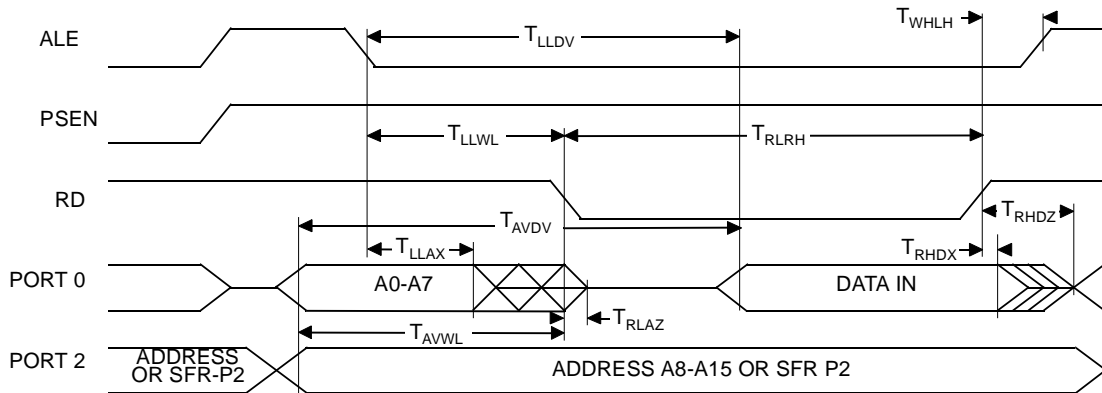 ALE
T_WHLH
T_LLDV
PSEN
T_LLWL
T_RLRH
RD
T_AVDV
T_RHDZ
T_LLAX
T_RHDX
PORT 0
A0-A7
DATA IN
T_RLAZ
T_AVWL
PORT 2
ADDRESS
OR SFR-P2
ADDRESS A8-A15 OR SFR P2